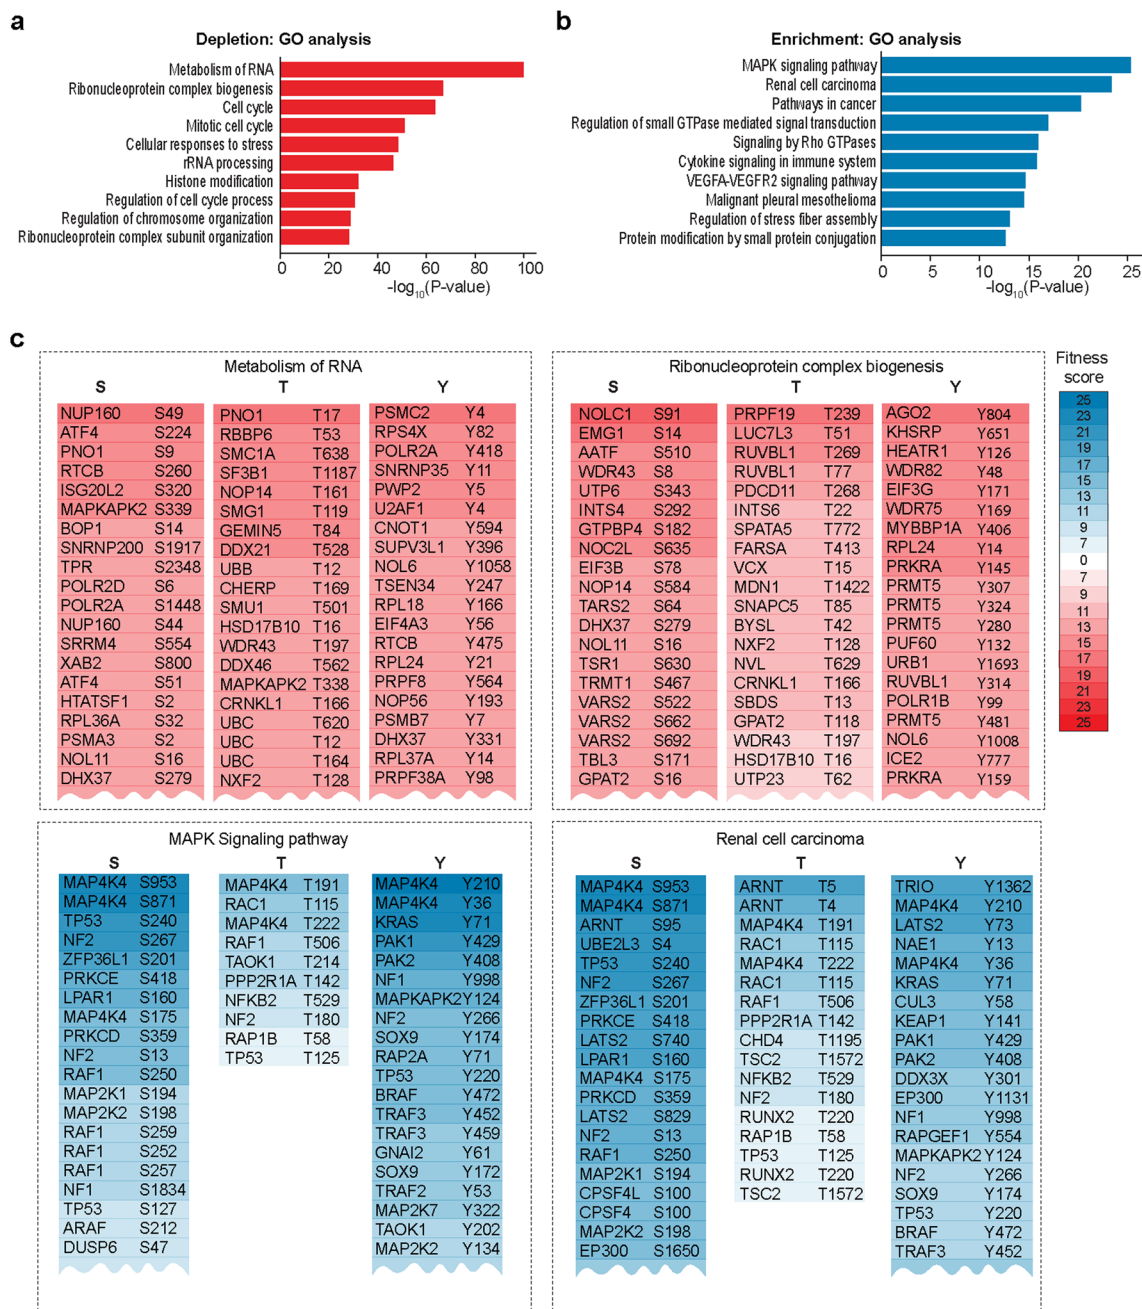 a
Depletion: GO analysis
Metabolism of RNA
Ribonucleoprotein complex biogenesis
Cell cycle
Mitotic cell cycle
Cellular responses to stress
rRNA processing
Histone modification
Regulation of cell cycle process
Regulation of chromosome organization
Ribonucleoprotein complex subunit organization
0 20 40 60 80 100
-log10(P-value)
b
Enrichment: GO analysis
MAPK signaling pathway
Renal cell carcinoma
Pathways in cancer
Regulation of small GTPase mediated signal transduction
Signaling by Rho GTPases
Cytokine signaling in immune system
VEGFA-VEGFR2 signaling pathway
Malignant pleural mesothelioma
Regulation of stress fiber assembly
Protein modification by small protein conjugation
0 5 10 15 20 25
-log10(P-value)
c
Metabolism of RNA
S
NUP160 S49
ATF4 S224
PNO1 S9
RTCB S260
ISG20L2 S320
MAPKAPK2 S339
BOP1 S14
SNRNP200 S1917
TPR S2348
POLR2D S6
POLR2A S1448
NUP160 S44
SRRM4 S554
XAB2 S800
ATF4 S51
HTATSF1 S2
RPL36A S32
PSMA3 S2
NOL11 S16
DHX37 S279
T
PNO1 T17
RBBP6 T53
SMC1A T638
SF3B1 T1187
NOP14 T161
SMG1 T119
GEMIN5 T84
DDX21 T528
UBB T12
CHERP T169
SMU1 T501
HSD17B10 T16
WDR43 T197
DDX46 T562
MAPKAPK2 T338
CRNKL1 T166
UBC T620
UBC T12
UBC T164
NXF2 T128
Y
PSMC2 Y4
RPS4X Y82
POLR2A Y418
SNRNP35 Y11
PWP2 Y5
U2AF1 Y4
CNOT1 Y594
SUPV3L1 Y396
NOL6 Y1058
TSEN34 Y247
RPL18 Y166
EIF4A3 Y56
RTCB Y475
RPL24 Y21
PRPF8 Y564
NOP56 Y193
PSMB7 Y7
DHX37 Y331
RPL37A Y14
PRPF38A Y98
Ribonucleoprotein complex biogenesis
S
NOLC1 S91
EMG1 S14
AATF S510
WDR43 S8
UTP6 S343
INTS4 S292
GTPBP4 S182
NOC2L S635
EIF3B S78
NOP14 S584
TARS2 S64
DHX37 S279
NOL11 S16
TSR1 S630
TRMT1 S467
VARS2 S522
VARS2 S662
VARS2 S692
TBL3 S171
GPAT2 S16
T
PRPF19 T239
LUC7L3 T51
RUVBL1 T269
RUVBL1 T77
PDCD11 T268
INTS6 T22
SPATA5 T772
FARSA T413
VCX T15
MDN1 T1422
SNAPC5 T85
BYSL T42
NXF2 T128
NVL T629
CRNKL1 T166
SBDS T13
GPAT2 T118
WDR43 T197
HSD17B10 T16
UTP23 T62
Y
AGO2 Y804
KHSRP Y651
HEATR1 Y126
WDR82 Y48
EIF3G Y171
WDR75 Y169
MYBBP1A Y406
RPL24 Y14
PRKRA Y145
PRMT5 Y307
PRMT5 Y324
PRMT5 Y280
PUF60 Y132
URB1 Y1693
RUVBL1 Y314
POLR1B Y99
PRMT5 Y481
NOL6 Y1008
ICE2 Y777
PRKRA Y159
Fitness
score
25
23
21
19
17
15
13
11
9
7
0
7
9
11
13
15
17
19
21
23
25
MAPK Signaling pathway
S
MAP4K4 S953
MAP4K4 S871
TP53 S240
NF2 S267
ZFP36L1 S201
PRKCE S418
LPAR1 S160
MAP4K4 S175
PRKCD S359
NF2 S13
RAF1 S250
MAP2K1 S194
MAP2K2 S198
RAF1 S259
RAF1 S252
RAF1 S257
NF1 S1834
TP53 S127
ARAF S212
DUSP6 S47
T
MAP4K4 T191
RAC1 T115
MAP4K4 T222
RAF1 T506
TAOK1 T214
PPP2R1A T142
NFKB2 T529
NF2 T180
RAP1B T58
TP53 T125
Y
MAP4K4 Y210
MAP4K4 Y36
KRAS Y71
PAK1 Y429
PAK2 Y408
NF1 Y998
MAPKAPK2 Y124
NF2 Y266
SOX9 Y174
RAP2A Y71
TP53 Y220
BRAF Y472
TRAF3 Y452
TRAF3 Y459
GNAI2 Y61
SOX9 Y172
TRAF2 Y53
MAP2K7 Y322
TAOK1 Y202
MAP2K2 Y134
Renal cell carcinoma
S
MAP4K4 S953
MAP4K4 S871
ARNT S95
UBE2L3 S4
TP53 S240
NF2 S267
ZFP36L1 S201
PRKCE S418
LATS2 S740
LPAR1 S160
MAP4K4 S175
PRKCD S359
LATS2 S829
NF2 S13
RAF1 S250
MAP2K1 S194
CPSF4L S100
CPSF4 S100
MAP2K2 S198
EP300 S1650
T
ARNT T5
ARNT T4
MAP4K4 T191
RAC1 T115
MAP4K4 T222
RAC1 T115
RAF1 T506
PPP2R1A T142
CHD4 T1195
TSC2 T1572
NFKB2 T529
NF2 T180
RUNX2 T220
RAP1B T58
TP53 T125
RUNX2 T220
TSC2 T1572
Y
TRIO Y1362
MAP4K4 Y210
LATS2 Y73
NAE1 Y13
MAP4K4 Y36
KRAS Y71
CUL3 Y58
KEAP1 Y141
PAK1 Y429
PAK2 Y408
DDX3X Y301
EP300 Y1131
NF1 Y998
RAPGEF1 Y554
MAPKAPK2 Y124
NF2 Y266
SOX9 Y174
TP53 Y220
BRAF Y472
TRAF3 Y452